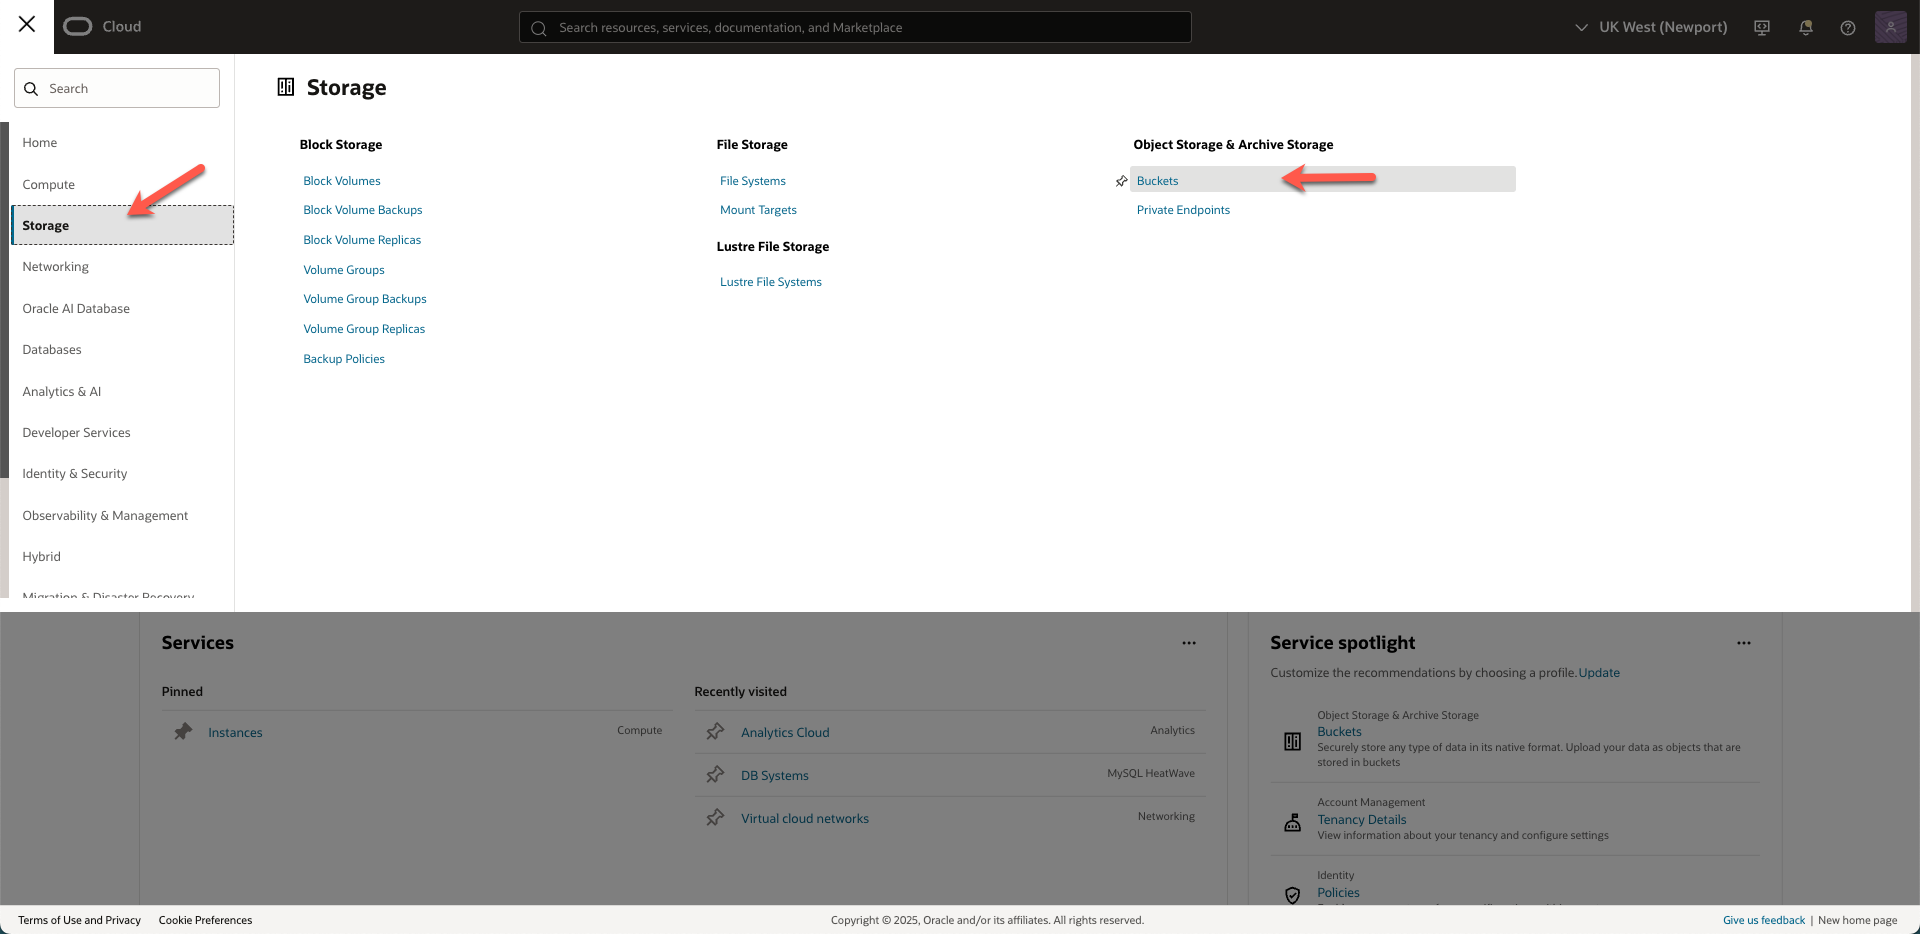 Cloud
Search resources, services, documentation, and Marketplace
UK West (Newport)
Search
Home
Compute
Storage
Networking
Oracle AI Database
Databases
Analytics & AI
Developer Services
Identity & Security
Observability & Management
Hybrid
Migration & Disaster Recovery
Storage
Block Storage
Block Volumes
Block Volume Backups
Block Volume Replicas
Volume Groups
Volume Group Backups
Volume Group Replicas
Backup Policies
File Storage
File Systems
Mount Targets
Lustre File Storage
Lustre File Systems
Object Storage & Archive Storage
Buckets
Private Endpoints
Services
Pinned
Instances Compute
Recently visited
Analytics Cloud Analytics
DB Systems MySQL HeatWave
Virtual cloud networks Networking
Service spotlight
Customize the recommendations by choosing a profile. Update
Object Storage & Archive Storage
Buckets
Securely store any type of data in its native format. Upload your data as objects that are
stored in buckets
Account Management
Tenancy Details
View information about your tenancy and configure settings
Identity
Policies
Terms of Use and Privacy Cookie Preferences
Copyright © 2025, Oracle and/or its affiliates. All rights reserved.
Give us feedback | New home page